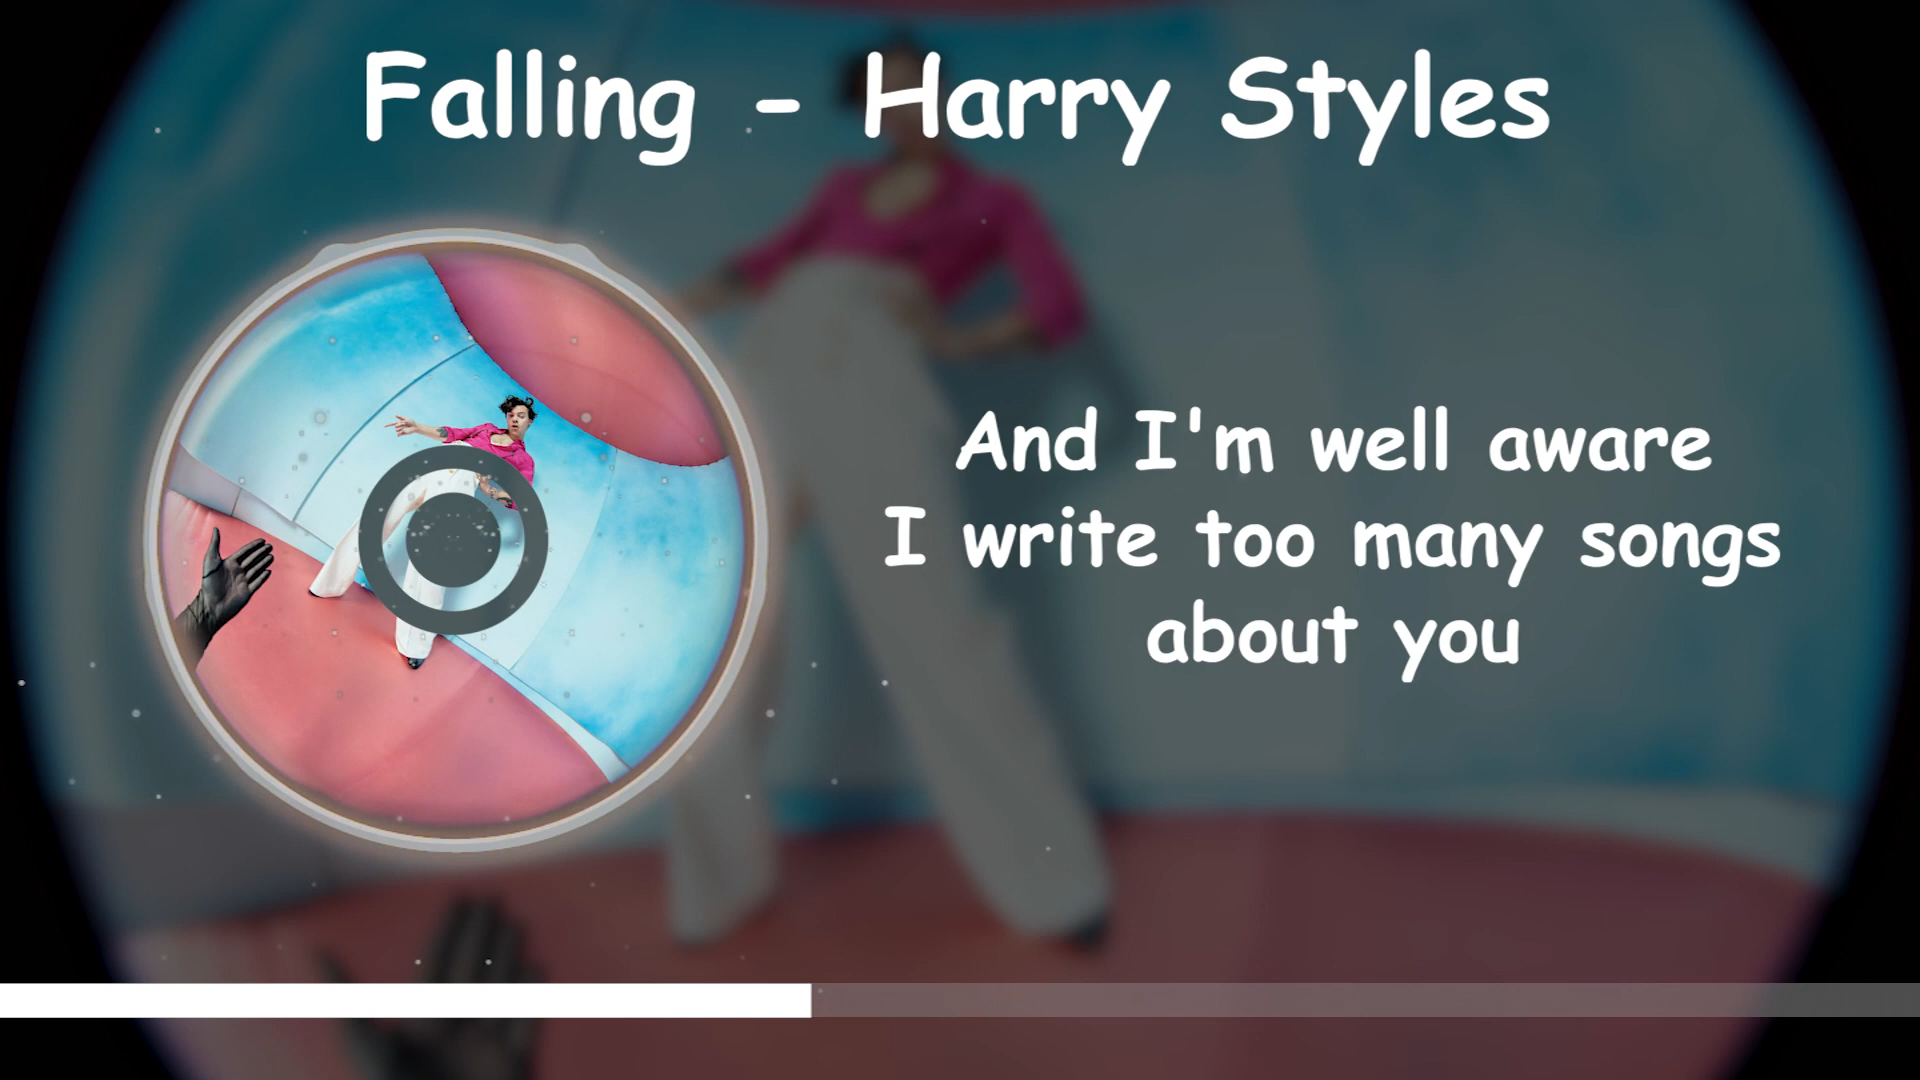 Falling - Harry Styles
And I'm well aware
I write too many songs
about you